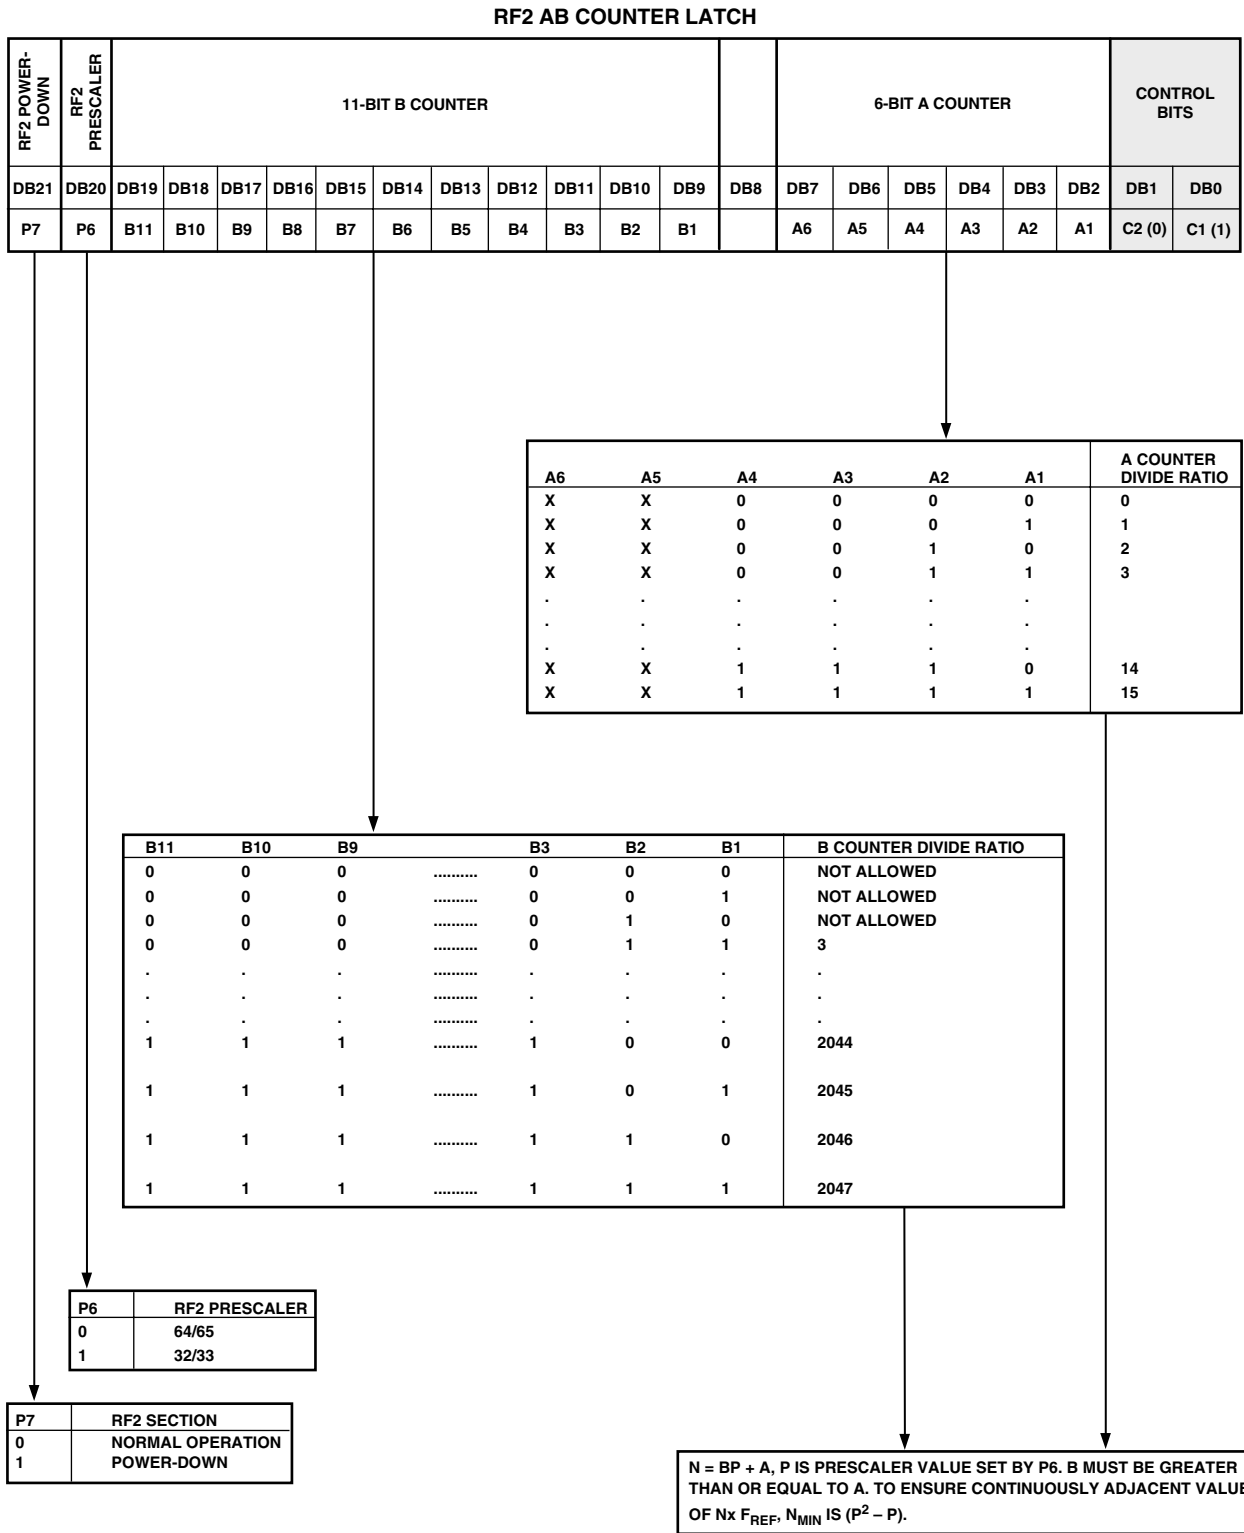 RF2 AB COUNTER LATCH
RF2 POWER-
DOWN
RF2
PRESCALER
11-BIT B COUNTER
6-BIT A COUNTER
CONTROL
BITS
DB21 DB20 DB19 DB18 DB17 DB16 DB15 DB14 DB13 DB12 DB11 DB10 DB9 DB8 DB7 DB6 DB5 DB4 DB3 DB2 DB1 DB0
P7 P6 B11 B10 B9 B8 B7 B6 B5 B4 B3 B2 B1 A6 A5 A4 A3 A2 A1 C2 (0) C1 (1)
A6 A5 A4 A3 A2 A1 A COUNTER
DIVIDE RATIO
X X 0 0 0 0 0
X X 0 0 0 1 1
X X 0 0 1 0 2
X X 0 0 1 1 3
. . . . . .
. . . . . .
. . . . . .
X X 1 1 1 0 14
X X 1 1 1 1 15
B11 B10 B9 B3 B2 B1 B COUNTER DIVIDE RATIO
0 0 0 .......... 0 0 0 NOT ALLOWED
0 0 0 .......... 0 0 1 NOT ALLOWED
0 0 0 .......... 0 1 0 NOT ALLOWED
0 0 0 .......... 0 1 1 3
. . . .......... . . . .
. . . .......... . . . .
. . . .......... . . . .
1 1 1 .......... 1 0 0 2044
1 1 1 .......... 1 0 1 2045
1 1 1 .......... 1 1 0 2046
1 1 1 .......... 1 1 1 2047
P6 RF2 PRESCALER
0 64/65
1 32/33
P7 RF2 SECTION
0 NORMAL OPERATION
1 POWER-DOWN
N = BP + A, P IS PRESCALER VALUE SET BY P6. B MUST BE GREATER
THAN OR EQUAL TO A. TO ENSURE CONTINUOUSLY ADJACENT VALUE
OF Nx F_REF, N_MIN IS (P² – P).